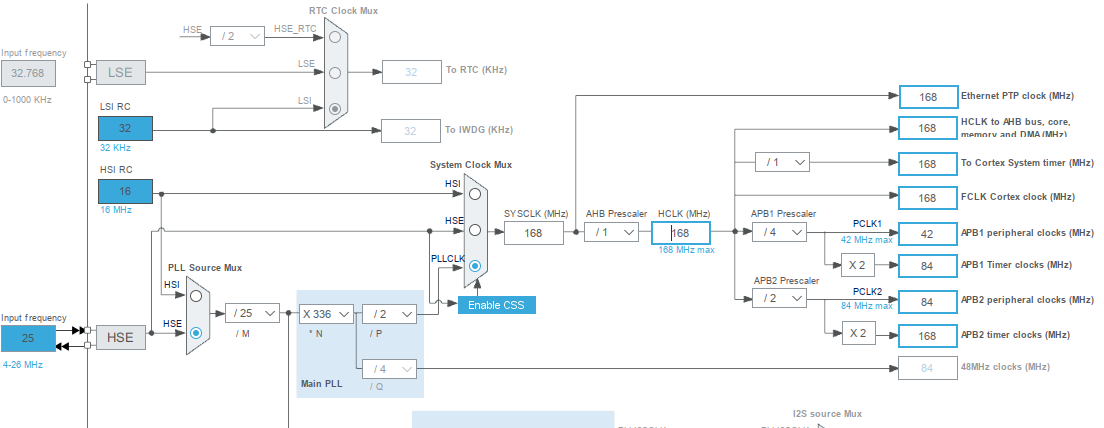 RTC Clock Mux
HSE
/ 2
HSE_RTC
Input frequency
32.768
0-1000 KHz
LSE
LSE
32
To RTC (KHz)
LSI RC
LSI
32
32 KHz
32
To IWDG (KHz)
HSI RC
16
16 MHz
System Clock Mux
HSI
HSE
PLLCLK
SYSCLK (MHz)
168
AHB Prescaler
/ 1
HCLK (MHz)
168
168 MHz max
Enable CSS
PLL Source Mux
HSI
HSE
Input frequency
25
4-26 MHz
HSE
/ 25
/ M
X 336
* N
/ 2
/ P
/ 4
/ Q
Main PLL
168
Ethernet PTP clock (MHz)
168
HCLK to AHB bus, core,
memory and DMA(MHz)
/ 1
168
To Cortex System timer (MHz)
168
FCLK Cortex clock (MHz)
APB1 Prescaler
/ 4
PCLK1
42 MHz max
42
APB1 peripheral clocks (MHz)
X 2
84
APB1 Timer clocks (MHz)
APB2 Prescaler
/ 2
PCLK2
84 MHz max
84
APB2 peripheral clocks (MHz)
X 2
168
APB2 timer clocks (MHz)
84
48MHz clocks (MHz)
I2S source Mux